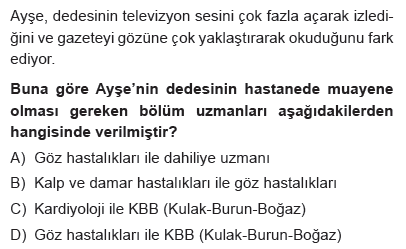 Ayşe, dedesinin televizyon sesini çok fazla açarak izledi-
ğini ve gazeteyi gözüne çok yaklaştırarak okuduğunu fark
ediyor.
Buna göre Ayşe’nin dedesinin hastanede muayene
olması gereken bölüm uzmanları aşağıdakilerden
hangisinde verilmiştir?
A) Göz hastalıkları ile dahiliye uzmanı
B) Kalp ve damar hastalıkları ile göz hastalıkları
C) Kardiyoloji ile KBB (Kulak-Burun-Boğaz)
D) Göz hastalıkları ile KBB (Kulak-Burun-Boğaz)